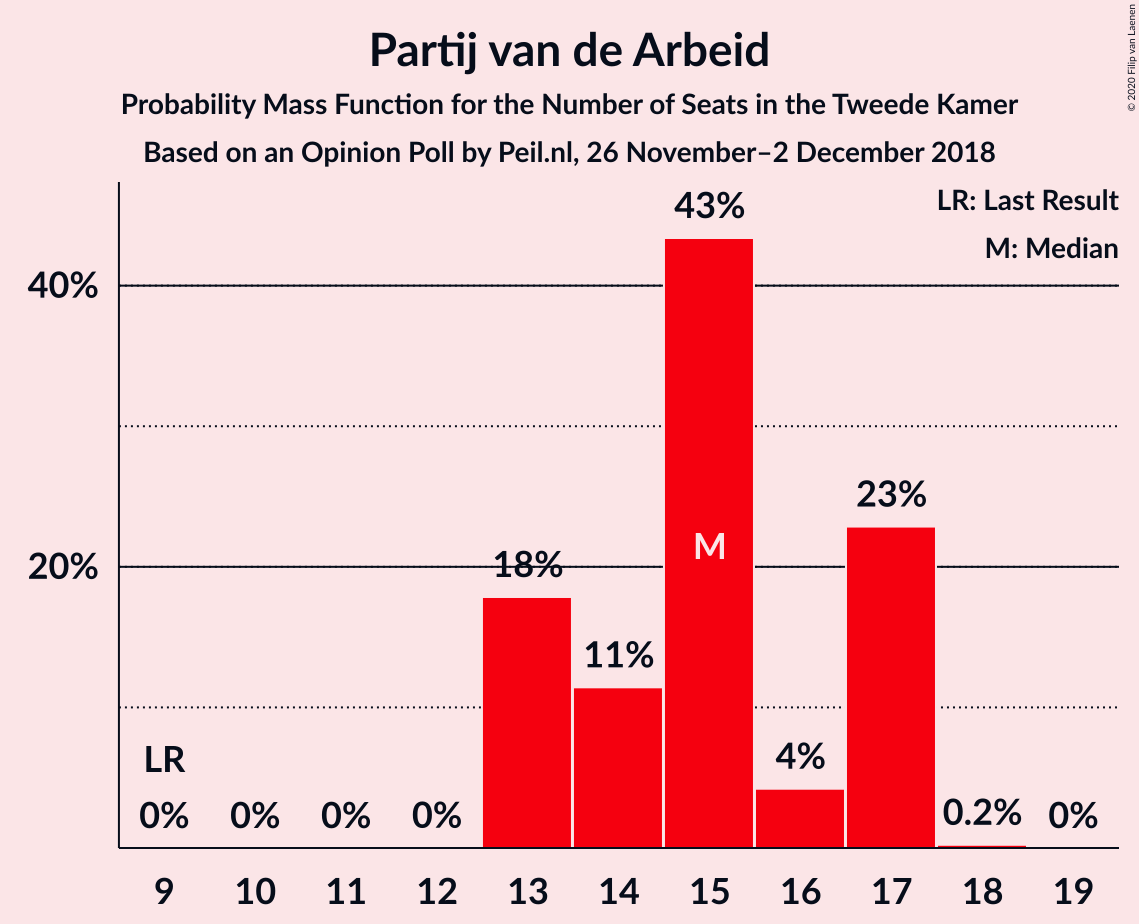 Partij van de Arbeid
Probability Mass Function for the Number of Seats in the Tweede Kamer
Based on an Opinion Poll by Peil.nl, 26 November–2 December 2018
© 2020 Filip van Laenen
LR: Last Result
M: Median
43%
40%
23%
M
20%
18%
11%
LR
4%
0% 0% 0% 0% 0.2% 0%
9 10 11 12 13 14 15 16 17 18 19